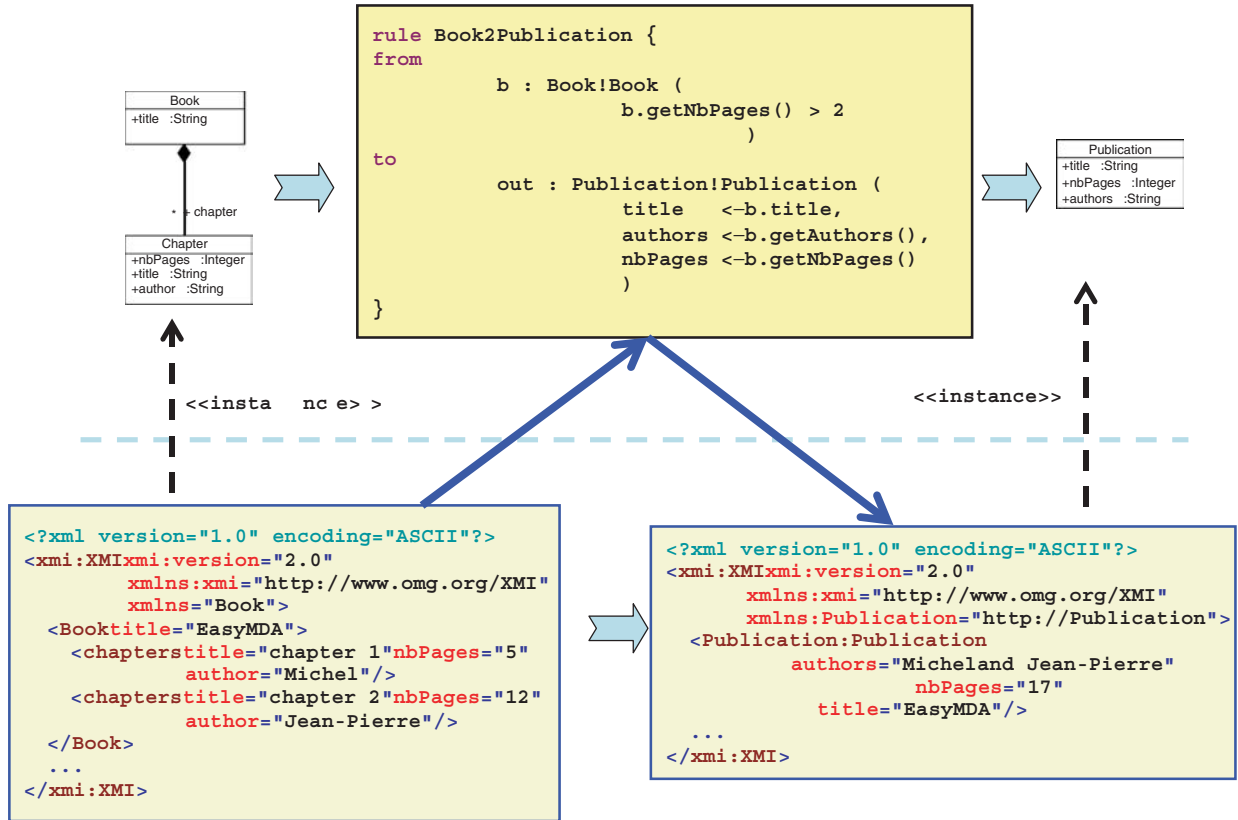 rule Book2Publication {
from
b : Book!Book (
b.getNbPages() > 2
)
to
out : Publication!Publication (
title <–b.title,
authors <–b.getAuthors(),
nbPages <–b.getNbPages()
)
}
Book
+title :String
* + chapter
Chapter
+nbPages :Integer
+title :String
+author :String
Publication
+title :String
+nbPages :Integer
+authors :String
<<insta nc e> >
<<instance>>
<?xml version="1.0" encoding="ASCII"?>
<xmi:XMIxmi:version="2.0"
xmlns:xmi="http://www.omg.org/XMI"
xmlns="Book">
<Booktitle="EasyMDA">
<chapterstitle="chapter 1"nbPages="5"
author="Michel"/>
<chapterstitle="chapter 2"nbPages="12"
author="Jean-Pierre"/>
</Book>
...
</xmi:XMI>
<?xml version="1.0" encoding="ASCII"?>
<xmi:XMIxmi:version="2.0"
xmlns:xmi="http://www.omg.org/XMI"
xmlns:Publication="http://Publication">
<Publication:Publication
authors="Micheland Jean-Pierre"
nbPages="17"
title="EasyMDA"/>
...
</xmi:XMI>